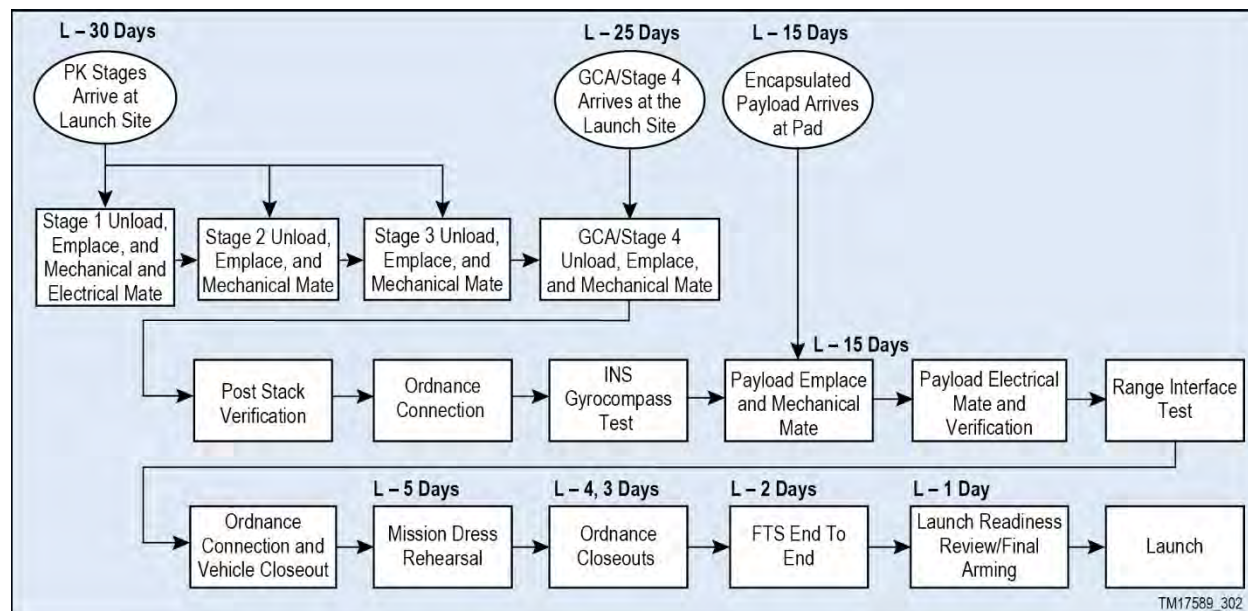 L – 30 Days
L – 25 Days
L – 15 Days
PK Stages
Arrive at
Launch Site
GCA/Stage 4
Arrives at the
Launch Site
Encapsulated
Payload Arrives
at Pad
Stage 1 Unload,
Emplace, and
Mechanical and
Electrical Mate
Stage 2 Unload,
Emplace, and
Mechanical Mate
Stage 3 Unload,
Emplace, and
Mechanical Mate
GCA/Stage 4
Unload, Emplace,
and Mechanical Mate
L – 15 Days
Post Stack
Verification
Ordnance
Connection
INS
Gyrocompass
Test
Payload Emplace
and Mechanical
Mate
Payload Electrical
Mate and
Verification
Range Interface
Test
L – 5 Days
L – 4, 3 Days
L – 2 Days
L – 1 Day
Ordnance
Connection and
Vehicle Closeout
Mission Dress
Rehearsal
Ordnance
Closeouts
FTS End To
End
Launch Readiness
Review/Final
Arming
Launch
TM17589_302